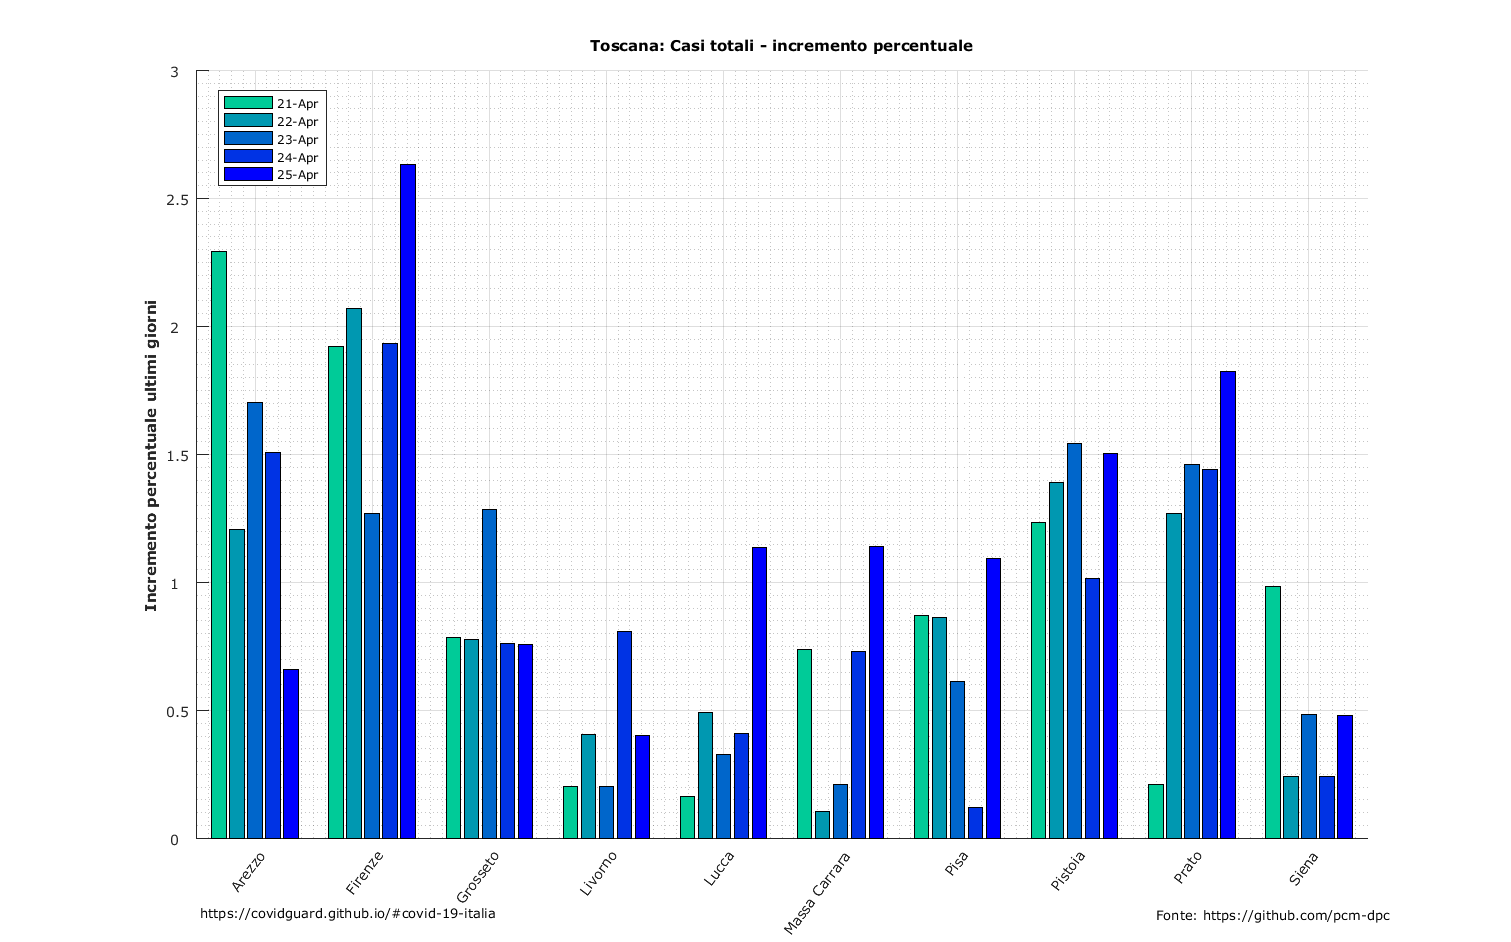 Toscana: Casi totali - incremento percentuale
3
2.5
2
1.5
1
0.5
0
Incremento percentuale ultimi giorni
21-Apr
22-Apr
23-Apr
24-Apr
25-Apr
Arezzo
Firenze
Grosseto
Livorno
Lucca
Massa Carrara
Pisa
Pistoia
Prato
Siena
https://covidguard.github.io/#covid-19-italia
Fonte: https://github.com/pcm-dpc